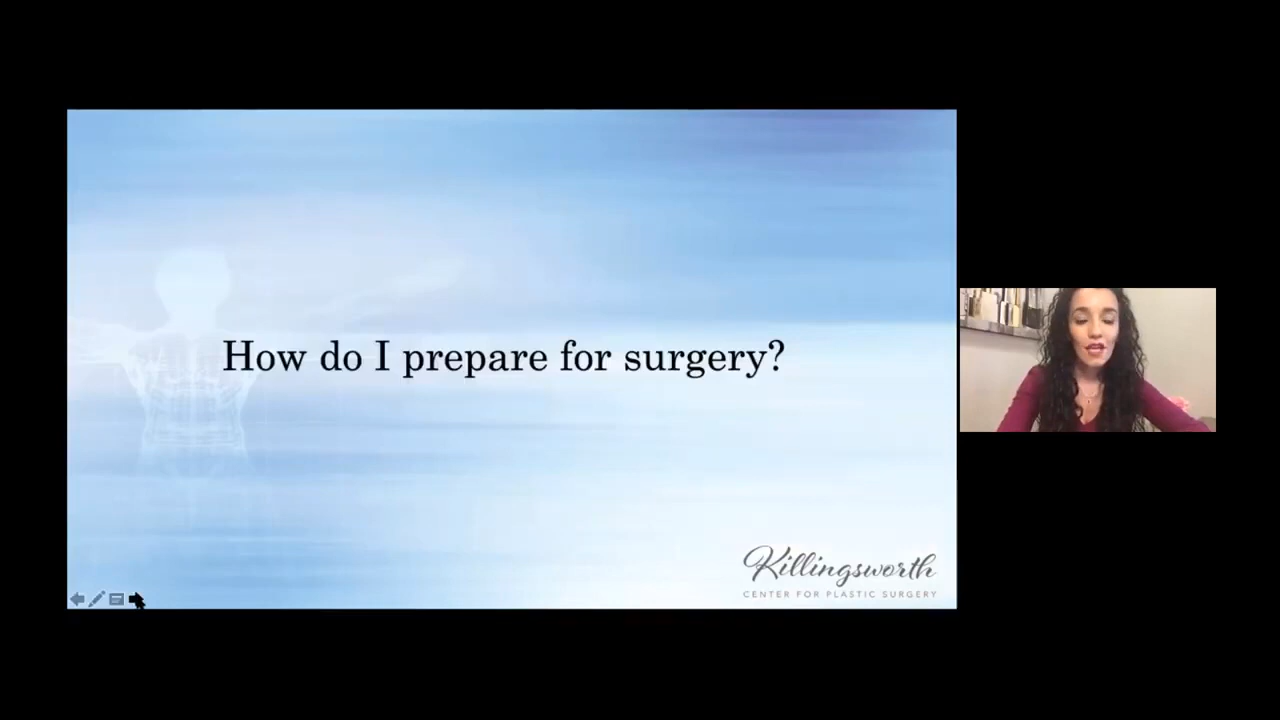 How do I prepare for surgery?
Killingsworth
CENTER FOR PLASTIC SURGERY